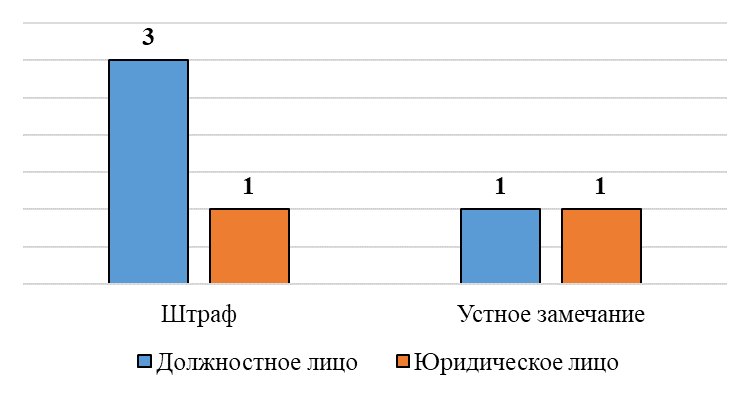 3
1
1
1
Штраф
Устное замечание
Должностное лицо
Юридическое лицо